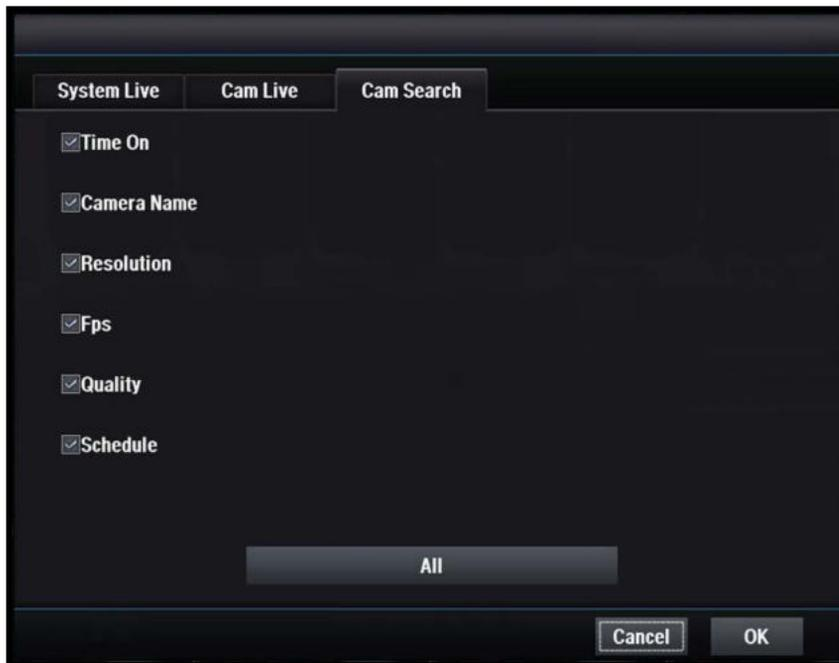 System Live Cam Live Cam Search
Time On
Camera Name
Resolution
Fps
Quality
Schedule
All
Cancel OK